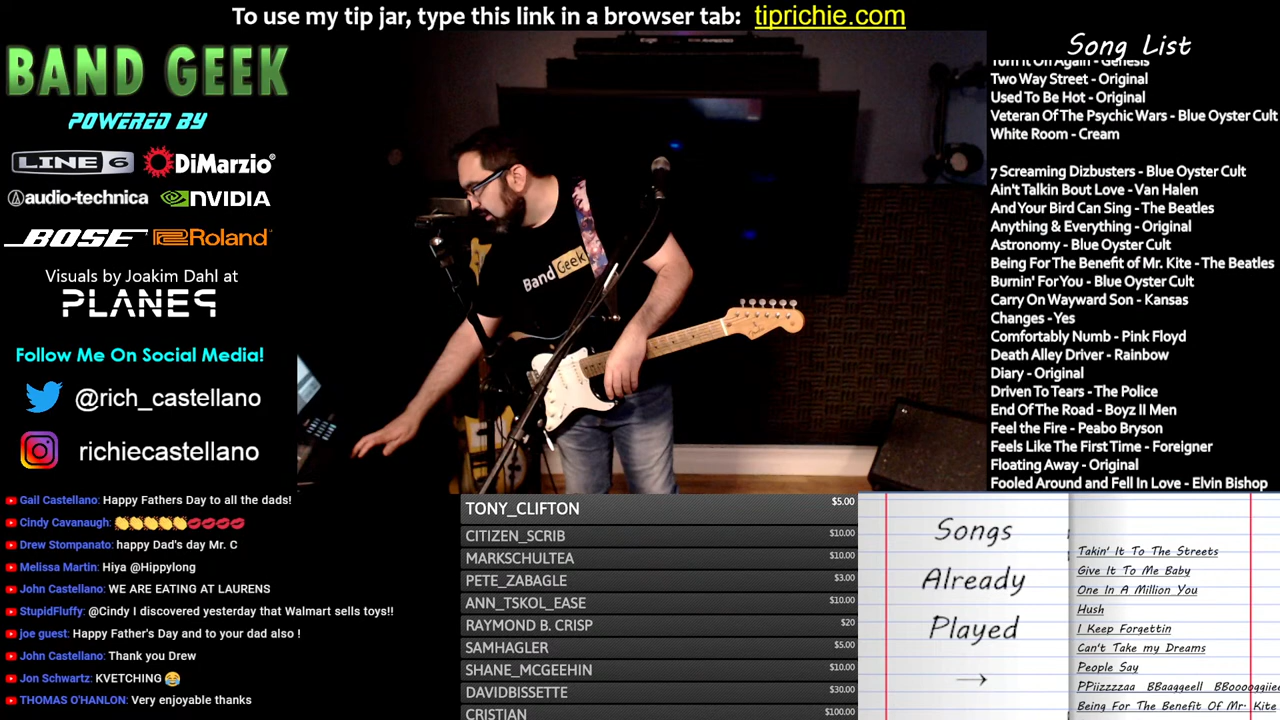 To use my tip jar, type this link in a browser tab: tiprichie.com
BAND GEEK
POWERED BY
LINE 6 DiMarzio
audio-technica NVIDIA
BOSE Roland
Visuals by Joakim Dahl at
PLANE9
Follow Me On Social Media!
@rich_castellano
richiecastellano
Gail Castellano: Happy Fathers Day to all the dads!
Cindy Cavanaugh: 👏👏👏👏👏💋💋💋💋
Drew Stompanato: happy Dad's day Mr. C
Melissa Martin: Hiya @Hippylong
John Castellano: WE ARE EATING AT LAURENS
StupidFluffy: @Cindy I discovered yesterday that Walmart sells toys!!
joe guest: Happy Father's Day and to your dad also !
John Castellano: Thank you Drew
Jon Schwartz: KVETCHING 😂
THOMAS O'HANLON: Very enjoyable thanks
Band Geek
TONY_CLIFTON $5.00
CITIZEN_SCRIB $10.00
MARKSCHULTEA $10.00
PETE_ZABAGLE $3.00
ANN_TSKOL_EASE $10.00
RAYMOND B. CRISP $20
SAMHAGLER $5.00
SHANE_MCGEEHIN $10.00
DAVIDBISSETTE $30.00
CRISTIAN $100.00
Song List
Turn It On Again - Genesis
Two Way Street - Original
Used To Be Hot - Original
Veteran Of The Psychic Wars - Blue Oyster Cult
White Room - Cream
7 Screaming Dizbusters - Blue Oyster Cult
Ain't Talkin Bout Love - Van Halen
And Your Bird Can Sing - The Beatles
Anything & Everything - Original
Astronomy - Blue Oyster Cult
Being For The Benefit of Mr. Kite - The Beatles
Burnin' For You - Blue Oyster Cult
Carry On Wayward Son - Kansas
Changes - Yes
Comfortably Numb - Pink Floyd
Death Alley Driver - Rainbow
Diary - Original
Driven To Tears - The Police
End Of The Road - Boyz II Men
Feel the Fire - Peabo Bryson
Feels Like The First Time - Foreigner
Floating Away - Original
Fooled Around and Fell In Love - Elvin Bishop
Songs
Already
Played
→
Takin' It To The Streets
Give It To Me Baby
One In A Million You
Hush
I Keep Forgettin
Can't Take my Dreams
People Say
PPiizzzzaa BBaaggeell BBooooggiiee
Being For The Benefit Of Mr. Kite